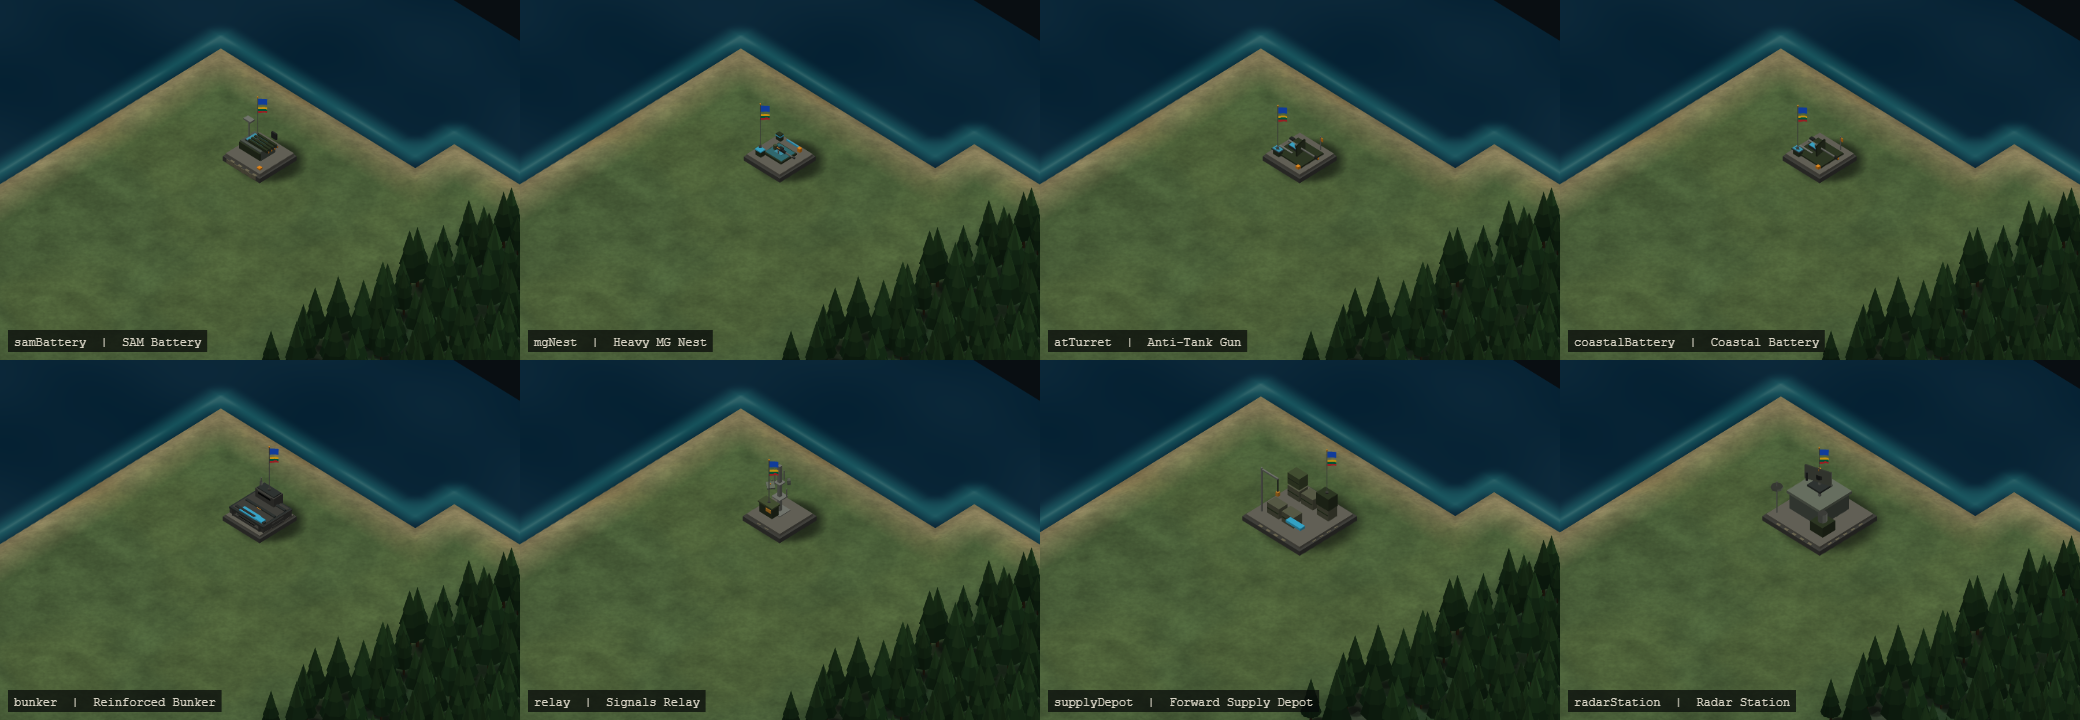 samBattery | SAM Battery
mgNest | Heavy MG Nest
atTurret | Anti-Tank Gun
coastalBattery | Coastal Battery
bunker | Reinforced Bunker
relay | Signals Relay
supplyDepot | Forward Supply Depot
radarStation | Radar Station